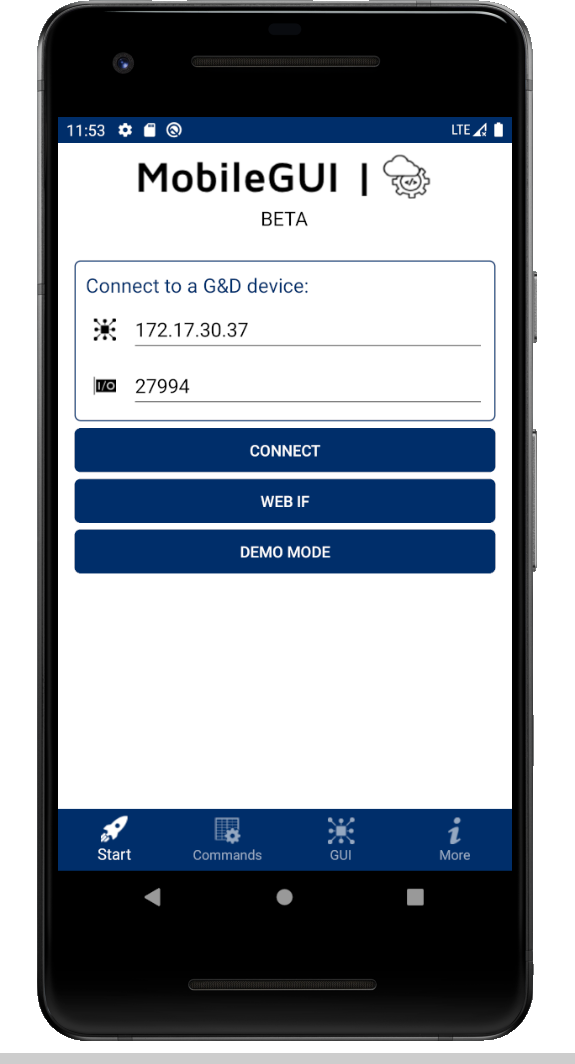 11:53 LTE
MobileGUI |
BETA
Connect to a G&D device:
172.17.30.37
I/O 27994
CONNECT
WEB IF
DEMO MODE
Start Commands GUI More